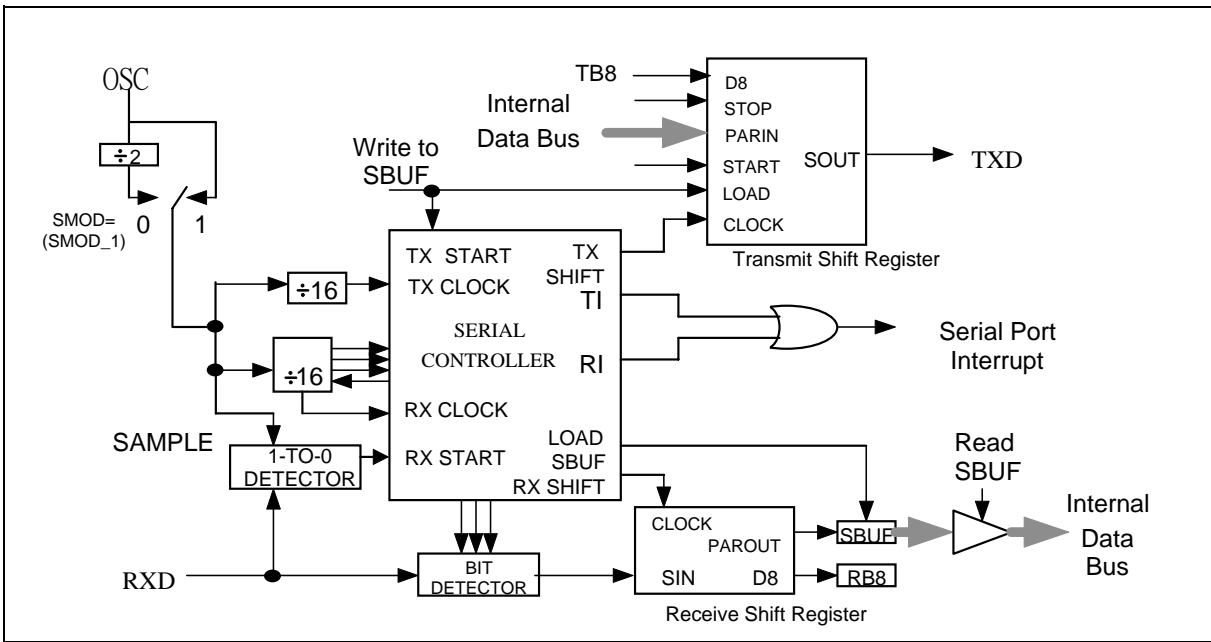 OSC
÷2
SMOD=
(SMOD_1)
0
1
÷16
÷16
SAMPLE
1-TO-0
DETECTOR
RXD
Write to
SBUF
TX START
TX CLOCK
SERIAL
CONTROLLER
RX CLOCK
RX START
TX
SHIFT
TI
RI
LOAD
SBUF
RX SHIFT
BIT
DETECTOR
TB8
Internal
Data Bus
D8
STOP
PARIN
START
LOAD
CLOCK
SOUT
TXD
Transmit Shift Register
Serial Port
Interrupt
CLOCK
PAROUT
SIN
D8
Receive Shift Register
SBUF
RB8
Read
SBUF
Internal
Data
Bus